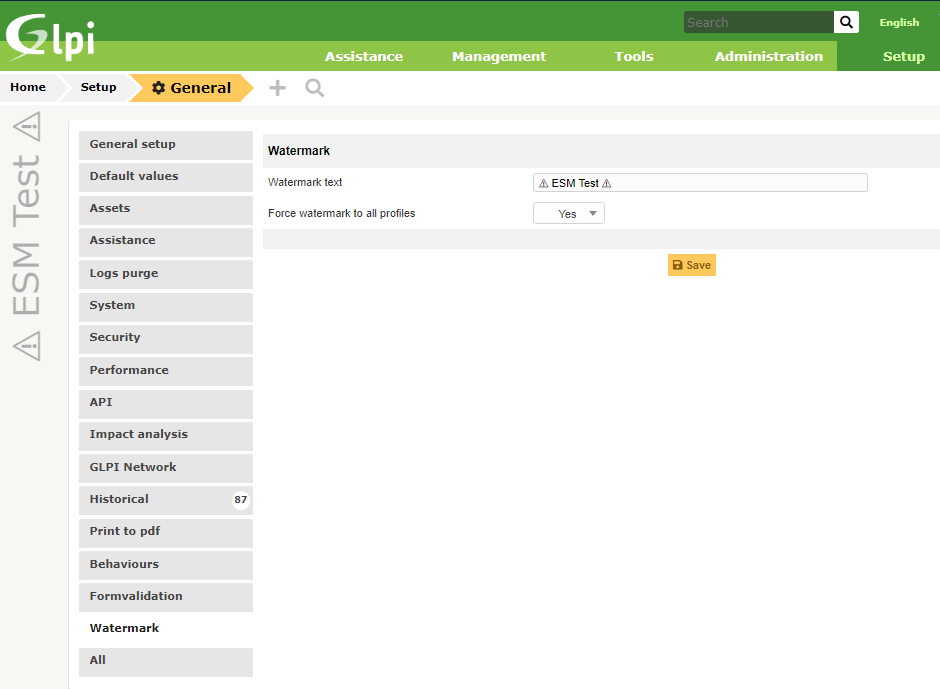 Glpi
Search
English
Assistance Management Tools Administration Setup
Home Setup General
⚠ ESM Test ⚠
General setup
Default values
Assets
Assistance
Logs purge
System
Security
Performance
API
Impact analysis
GLPI Network
Historical 87
Print to pdf
Behaviours
Formvalidation
Watermark
All
Watermark
Watermark text ⚠ ESM Test ⚠
Force watermark to all profiles Yes
Save